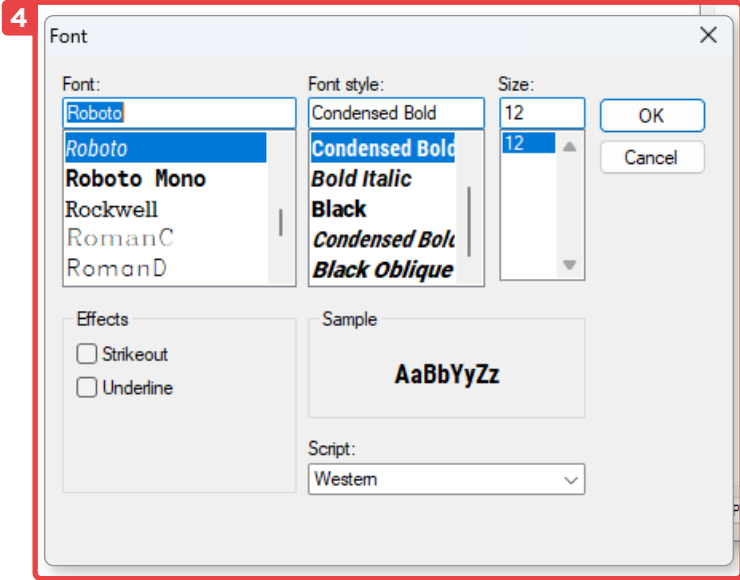 4
Font
Font:
Font style:
Size:
Roboto
Condensed Bold
12
OK
Cancel
Roboto
Roboto Mono
Rockwell
RomanC
RomanD
Condensed Bold
Bold Italic
Black
Condensed Bold
Black Oblique
12
Effects
Strikeout
Underline
Sample
AaBbYyZz
Script:
Western